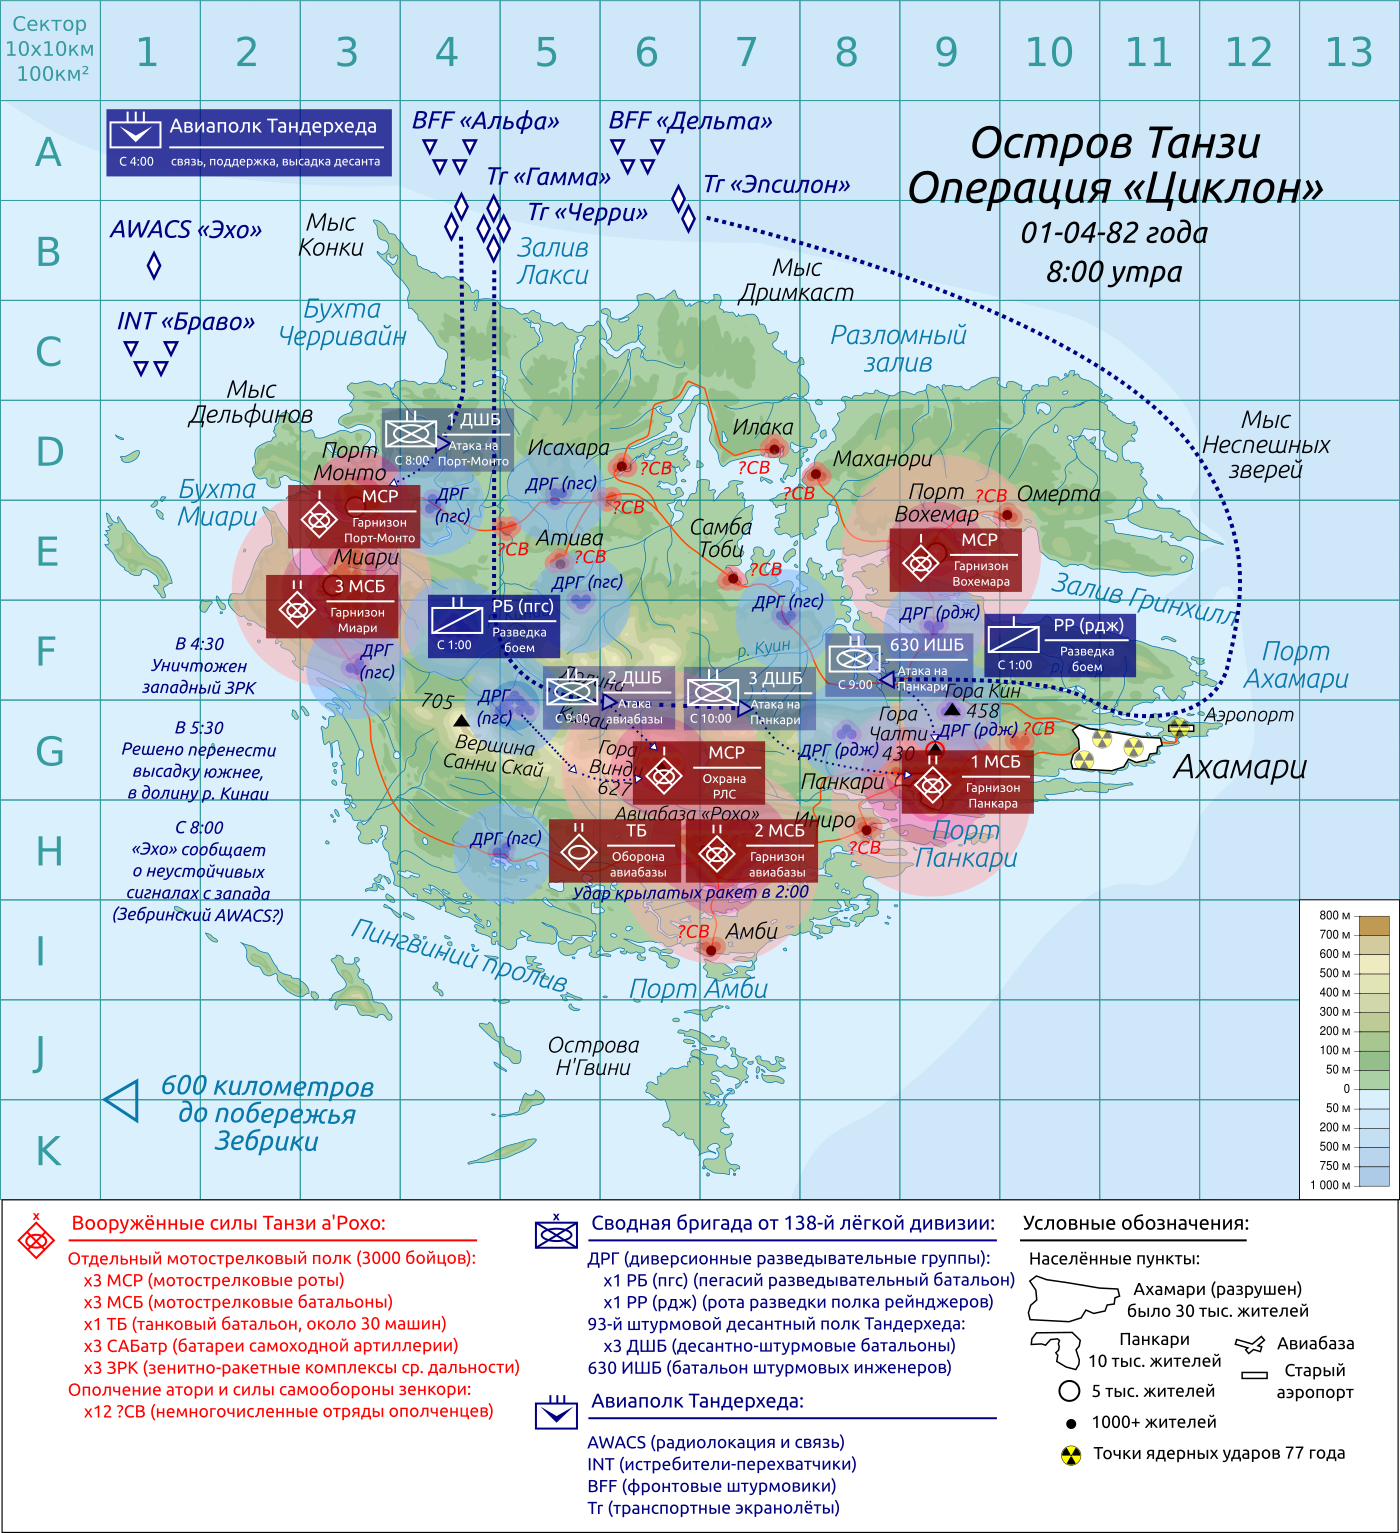 Сектор
10х10км
100км²
1 2 3 4 5 6 7 8 9 10 11 12 13
A
B
C
D
E
F
G
H
I
J
K
Авиаполк Тандерхеда
С 4:00
связь, поддержка, высадка десанта
BFF «Альфа»
BFF «Дельта»
Tr «Гамма»
Tr «Эпсилон»
Tr «Черри»
Остров Танзи
Операция «Циклон»
01-04-82 года
8:00 утра
AWACS «Эхо»
Мыс
Конки
Залив
Лакси
Мыс
Дримкаст
INT «Браво»
Бухта
Черривайн
Разломный
залив
Мыс
Дельфинов
1 ДШБ
С 8:00
Атака на
Порт-Монто
Исахара
Илака
Маханори
Мыс
Неспешных
зверей
Порт
Монто
?СВ
?СВ
?СВ
Бухта
Миари
МСР
Гарнизон
Порт-Монто
ДРГ
(пгс)
ДРГ (пгс)
?СВ
Порт
Вохемар
?СВ
Омерта
Самба
Тоби
?СВ
Атива
?СВ
?СВ
МСР
Гарнизон
Вохемара
Миари
3 МСБ
Гарнизон
Миари
ДРГ (пгс)
ДРГ (пгс)
Залив Гринхилл
РБ (пгс)
С 1:00
Разведка
боем
ДРГ (рдж)
РР (рдж)
С 1:00
Разведка
боем
р. Куин
630 ИШБ
С 9:00
Атака на
Панкари
В 4:30
Уничтожен
западный ЗРК
ДРГ
(пгс)
Порт
Ахамари
2 ДШБ
С 9:00
Атака
авиабазы
3 ДШБ
С 10:00
Атака на
Панкари
705
ДРГ
(пгс)
Гора Кин
458
Аэропорт
В 5:30
Решено перенести
высадку южнее,
в долину р. Кинаи
Вершина
Санни Скай
Гора
Винди
627
Гора
Чалти
430
ДРГ (рдж)
ДРГ (рдж)
?СВ
МСР
Охрана
РЛС
Панкари
1 МСБ
Гарнизон
Панкара
Ахамари
С 8:00
«Эхо» сообщает
о неустойчивых
сигналах с запада
(Зебринский AWACS?)
ДРГ (пгс)
Авиабаза «Рохо»
ТБ
Оборона
авиабазы
2 МСБ
Гарнизон
авиабазы
Иниро
?СВ
Порт
Панкари
Удар крылатых ракет в 2:00
Пингвиний пролив
?СВ
Амби
Порт Амби
Острова
Н'Гвини
600 километров
до побережья
Зебрики
800 м
700 м
600 м
500 м
400 м
300 м
200 м
100 м
50 м
0
50 м
200 м
500 м
750 м
1 000 м
Вооружённые силы Танзи а'Рохо:
Отдельный мотострелковый полк (3000 бойцов):
х3 МСР (мотострелковые роты)
х3 МСБ (мотострелковые батальоны)
х1 ТБ (танковый батальон, около 30 машин)
х3 САБатр (батареи самоходной артиллерии)
х3 ЗРК (зенитно-ракетные комплексы ср. дальности)
Ополчение атори и силы самообороны зенкори:
х12 ?СВ (немногочисленные отряды ополченцев)
Сводная бригада от 138-й лёгкой дивизии:
ДРГ (диверсионные разведывательные группы):
х1 РБ (пгс) (пегасий разведывательный батальон)
х1 РР (рдж) (рота разведки полка рейнджеров)
93-й штурмовой десантный полк Тандерхеда:
х3 ДШБ (десантно-штурмовые батальоны)
630 ИШБ (батальон штурмовых инженеров)
Авиаполк Тандерхеда:
AWACS (радиолокация и связь)
INT (истребители-перехватчики)
BFF (фронтовые штурмовики)
Tr (транспортные экранолёты)
Условные обозначения:
Населённые пункты:
Ахамари (разрушен)
было 30 тыс. жителей
Панкари
10 тыс. жителей
Авиабаза
5 тыс. жителей
Старый
аэропорт
1000+ жителей
Точки ядерных ударов 77 года